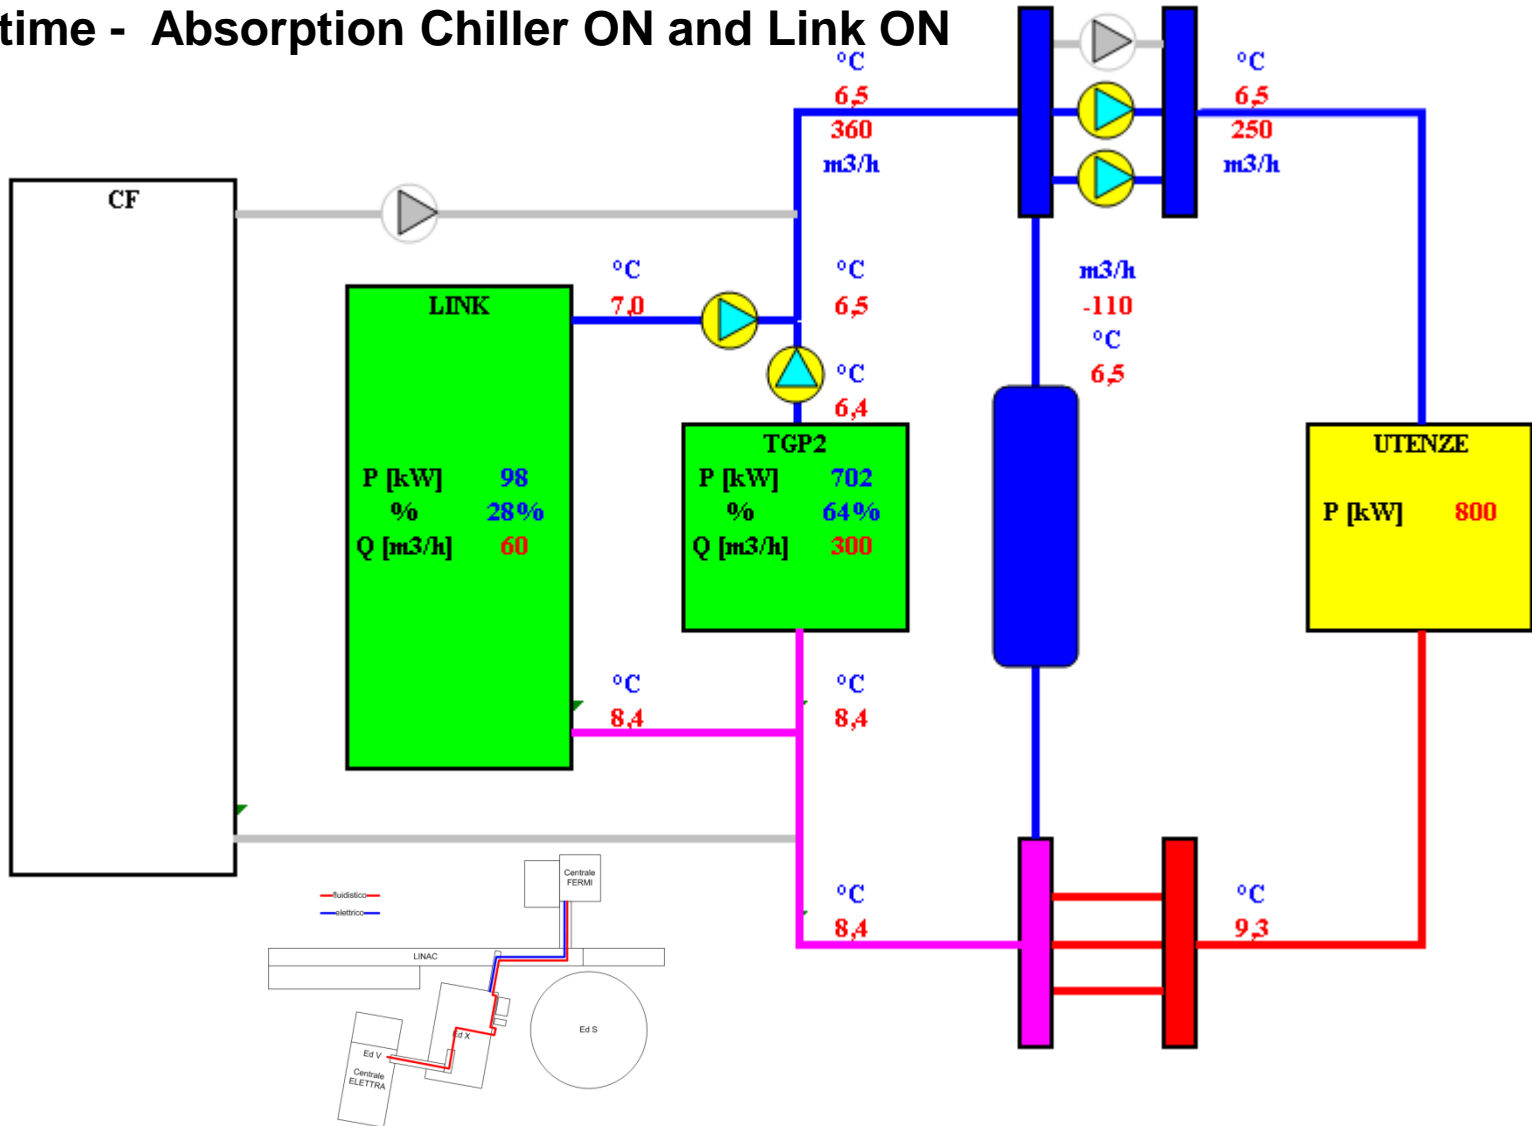 time - Absorption Chiller ON and Link ON
°C
6,5
360
m3/h
°C
6,5
250
m3/h
CF
°C
7,0
°C
6,5
m3/h
-110
°C
6,5
LINK
P [kW] 98
% 28%
Q [m3/h] 60
°C
6,4
TGP2
P [kW] 702
% 64%
Q [m3/h] 300
UTENZE
P [kW] 800
°C
8,4
°C
8,4
°C
8,4
°C
9,3
fluidistico
elettrico
Centrale
FERMI
LINAC
Ed X
Ed S
Ed V
Centrale
ELETTRA